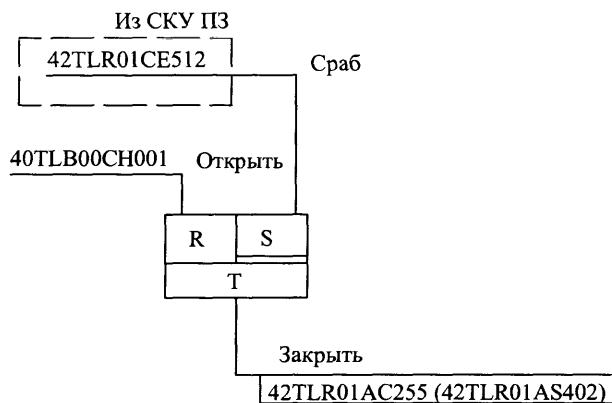 Из СКУ ПЗ
42TLR01CE512
Сраб
40TLB00CH001
Открыть
R
S
T
Закрыть
42TLR01AC255 (42TLR01AS402)